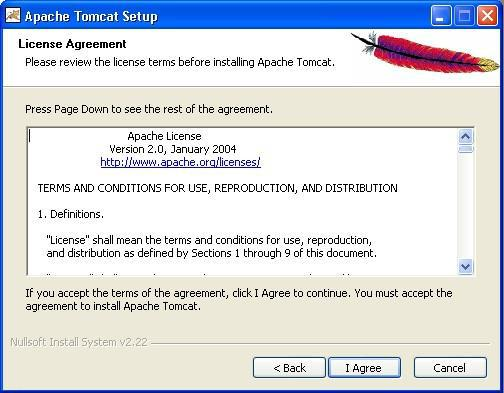 Apache Tomcat Setup
License Agreement
Please review the license terms before installing Apache Tomcat.
Press Page Down to see the rest of the agreement.
Apache License
Version 2.0, January 2004
http://www.apache.org/licenses/
TERMS AND CONDITIONS FOR USE, REPRODUCTION, AND DISTRIBUTION
1. Definitions.
"License" shall mean the terms and conditions for use, reproduction,
and distribution as defined by Sections 1 through 9 of this document.
If you accept the terms of the agreement, click I Agree to continue. You must accept the
agreement to install Apache Tomcat.
Nullsoft Install System v2.22
< Back
I Agree
Cancel